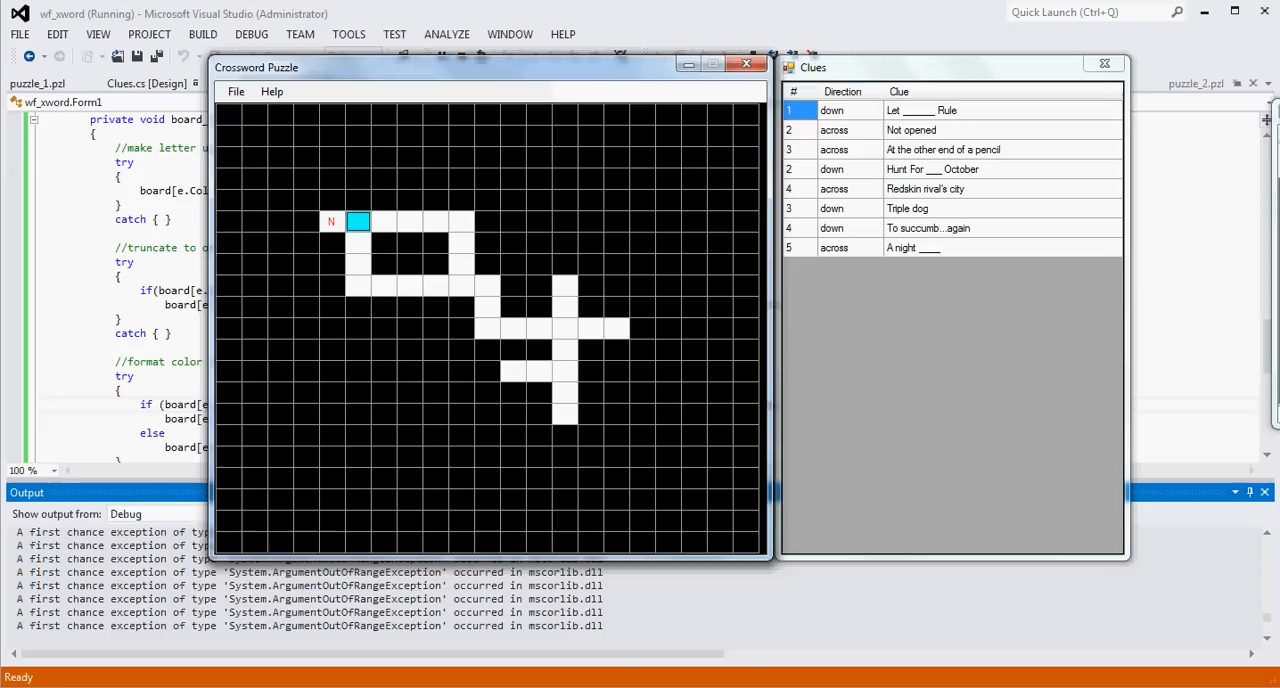 wf_xword (Running) - Microsoft Visual Studio (Administrator)
Quick Launch (Ctrl+Q)
FILE EDIT VIEW PROJECT BUILD DEBUG TEAM TOOLS TEST ANALYZE WINDOW HELP
puzzle_1.pzl
Clues.cs [Design]
puzzle_2.pzl
wf_xword.Form1
private void board_
{
//make letter u
try
{
board[e.Col
}
catch { }
//truncate to o
try
{
if(board[e.
board[e
}
catch { }
//format color
try
{
if (board[e
board[e
else
board[e
}
100 %
Crossword Puzzle
File Help
N
Clues
# Direction Clue
1 down Let ______ Rule
2 across Not opened
3 across At the other end of a pencil
2 down Hunt For ___ October
4 across Redskin rival's city
3 down Triple dog
4 down To succumb...again
5 across A night ____
Output
Show output from: Debug
A first chance exception of typ
A first chance exception of typ
A first chance exception of typ
A first chance exception of type 'System.ArgumentOutOfRangeException' occurred in mscorlib.dll
A first chance exception of type 'System.ArgumentOutOfRangeException' occurred in mscorlib.dll
A first chance exception of type 'System.ArgumentOutOfRangeException' occurred in mscorlib.dll
A first chance exception of type 'System.ArgumentOutOfRangeException' occurred in mscorlib.dll
A first chance exception of type 'System.ArgumentOutOfRangeException' occurred in mscorlib.dll
Ready